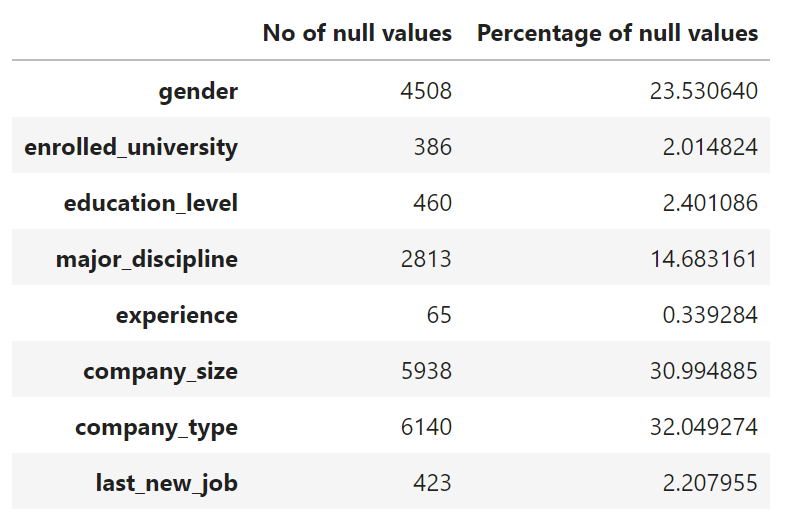 No of null values Percentage of null values
gender 4508 23.530640
enrolled_university 386 2.014824
education_level 460 2.401086
major_discipline 2813 14.683161
experience 65 0.339284
company_size 5938 30.994885
company_type 6140 32.049274
last_new_job 423 2.207955